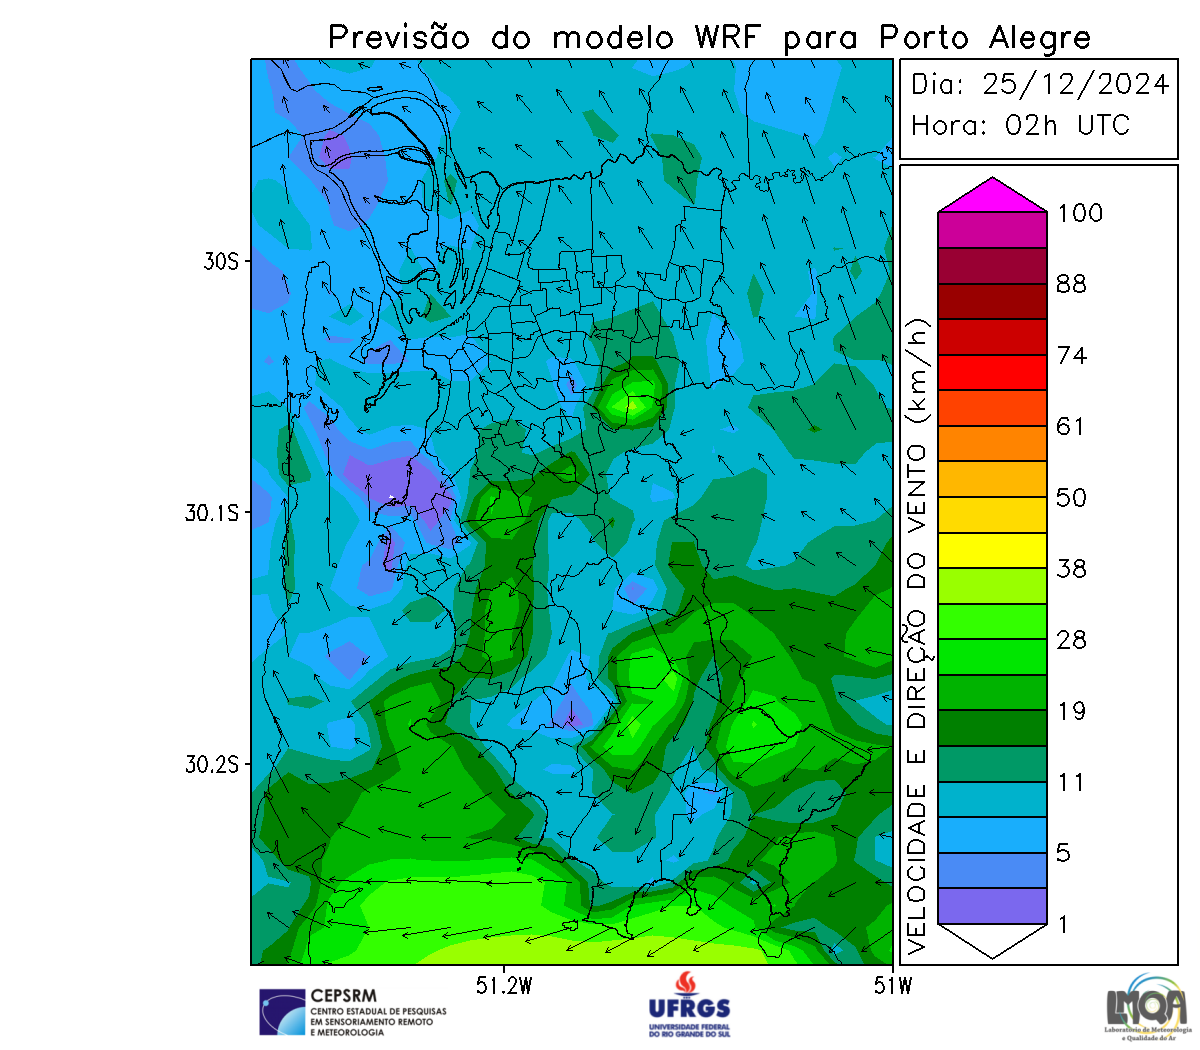 Previsão do modelo WRF para Porto Alegre
Dia: 25/12/2024
Hora: 02h UTC
100
88
74
61
50
38
28
19
11
5
1
VELOCIDADE E DIREÇÃO DO VENTO (km/h)
30S
30.1S
30.2S
51.2W
51W
CEPSRM
CENTRO ESTADUAL DE PESQUISAS
EM SENSORIAMENTO REMOTO
E METEOROLOGIA
UFRGS
UNIVERSIDADE FEDERAL
DO RIO GRANDE DO SUL
LMQA
Laboratório de Meteorologia
e Qualidade do Ar